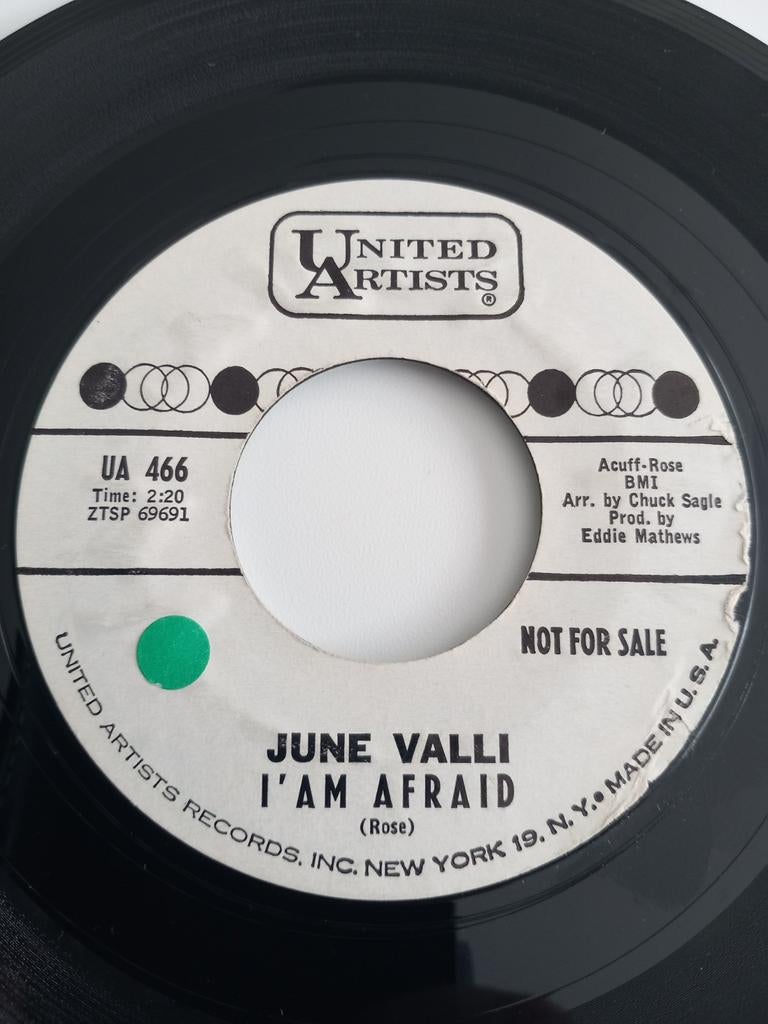 UNITED
ARTISTS
®
UA 466
Time: 2:20
ZTSP 69691
Acuff-Rose
BMI
Arr. by Chuck Sagle
Prod. by
Eddie Mathews
NOT FOR SALE
JUNE VALLI
I'AM AFRAID
(Rose)
UNITED ARTISTS RECORDS, INC. NEW YORK 19, N.Y. • MADE IN U.S.A.